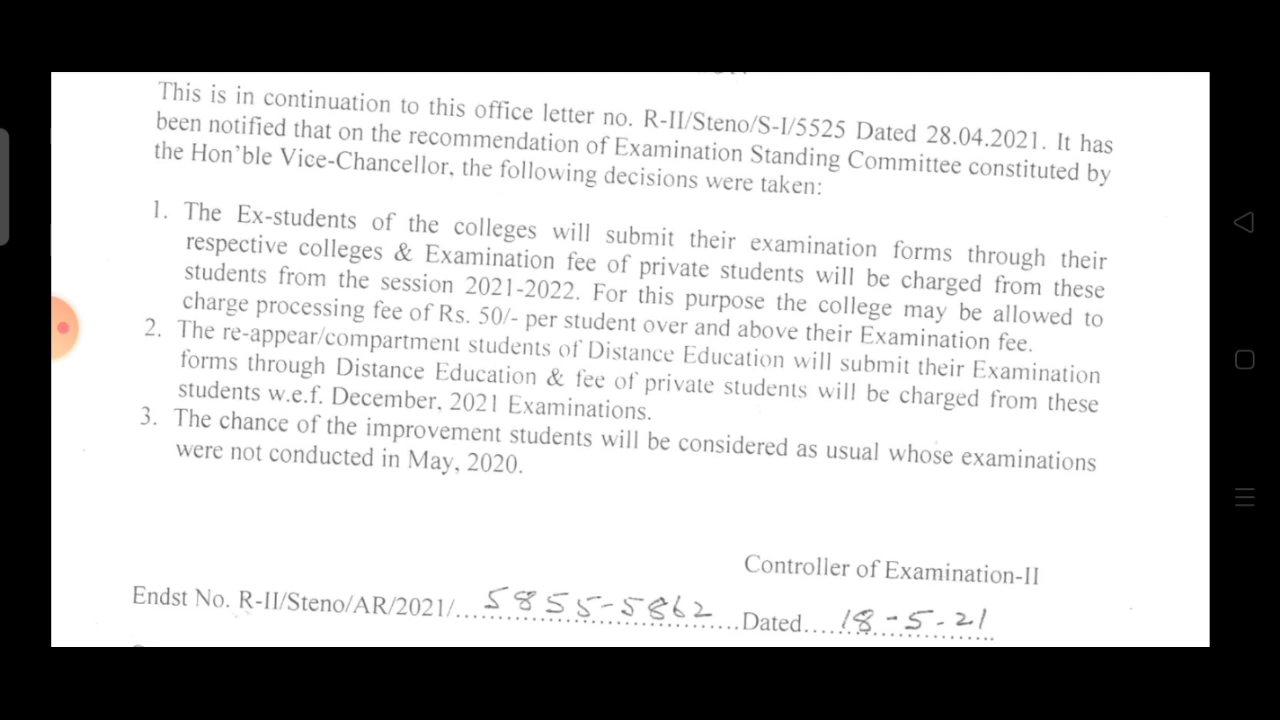 This is in continuation to this office letter no. R-II/Steno/S-I/5525 Dated 28.04.2021. It has
been notified that on the recommendation of Examination Standing Committee constituted by
the Hon'ble Vice-Chancellor, the following decisions were taken:
1. The Ex-students of the colleges will submit their examination forms through their
respective colleges & Examination fee of private students will be charged from these
students from the session 2021-2022. For this purpose the college may be allowed to
charge processing fee of Rs. 50/- per student over and above their Examination fee.
2. The re-appear/compartment students of Distance Education will submit their Examination
forms through Distance Education & fee of private students will be charged from these
students w.e.f. December, 2021 Examinations.
3. The chance of the improvement students will be considered as usual whose examinations
were not conducted in May, 2020.
Controller of Examination-II
Endst No. R-II/Steno/AR/2021/...5855-5862...Dated....18-5-21